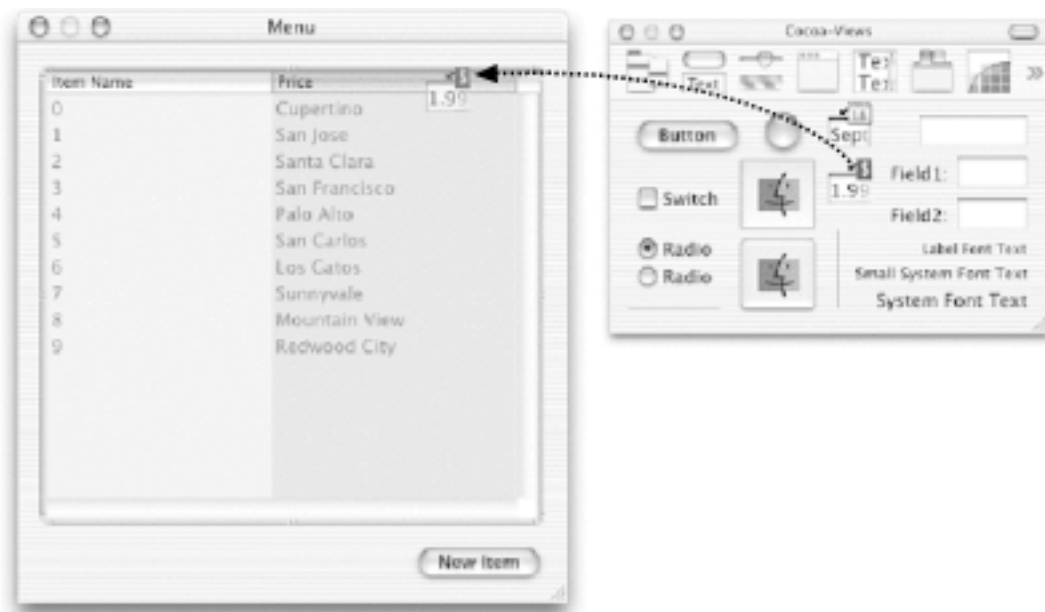 Menu
Item Name Price
0 Cupertino
1 San Jose
2 Santa Clara
3 San Francisco
4 Palo Alto
5 San Carlos
6 Los Gatos
7 Sunnyvale
8 Mountain View
9 Redwood City
1.99
New Item
Cocoa-Views
Text
Tex
Tex
Button
Sept
1.99
Switch
Radio
Radio
Field1:
Field2:
Label Font Text
Small System Font Text
System Font Text